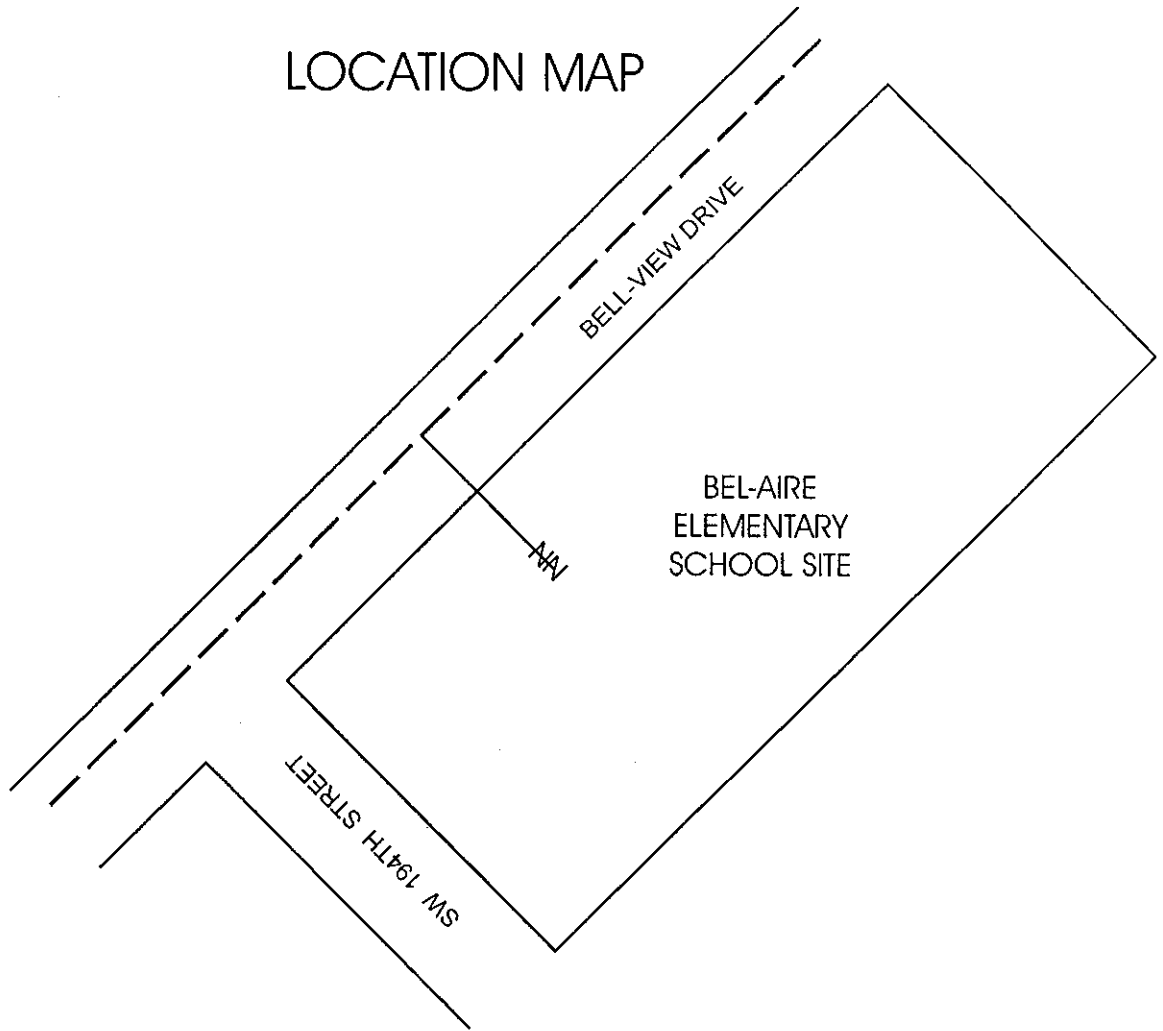 LOCATION MAP
BELL-VIEW DRIVE
BEL-AIRE
ELEMENTARY
SCHOOL SITE
SW 194TH STREET